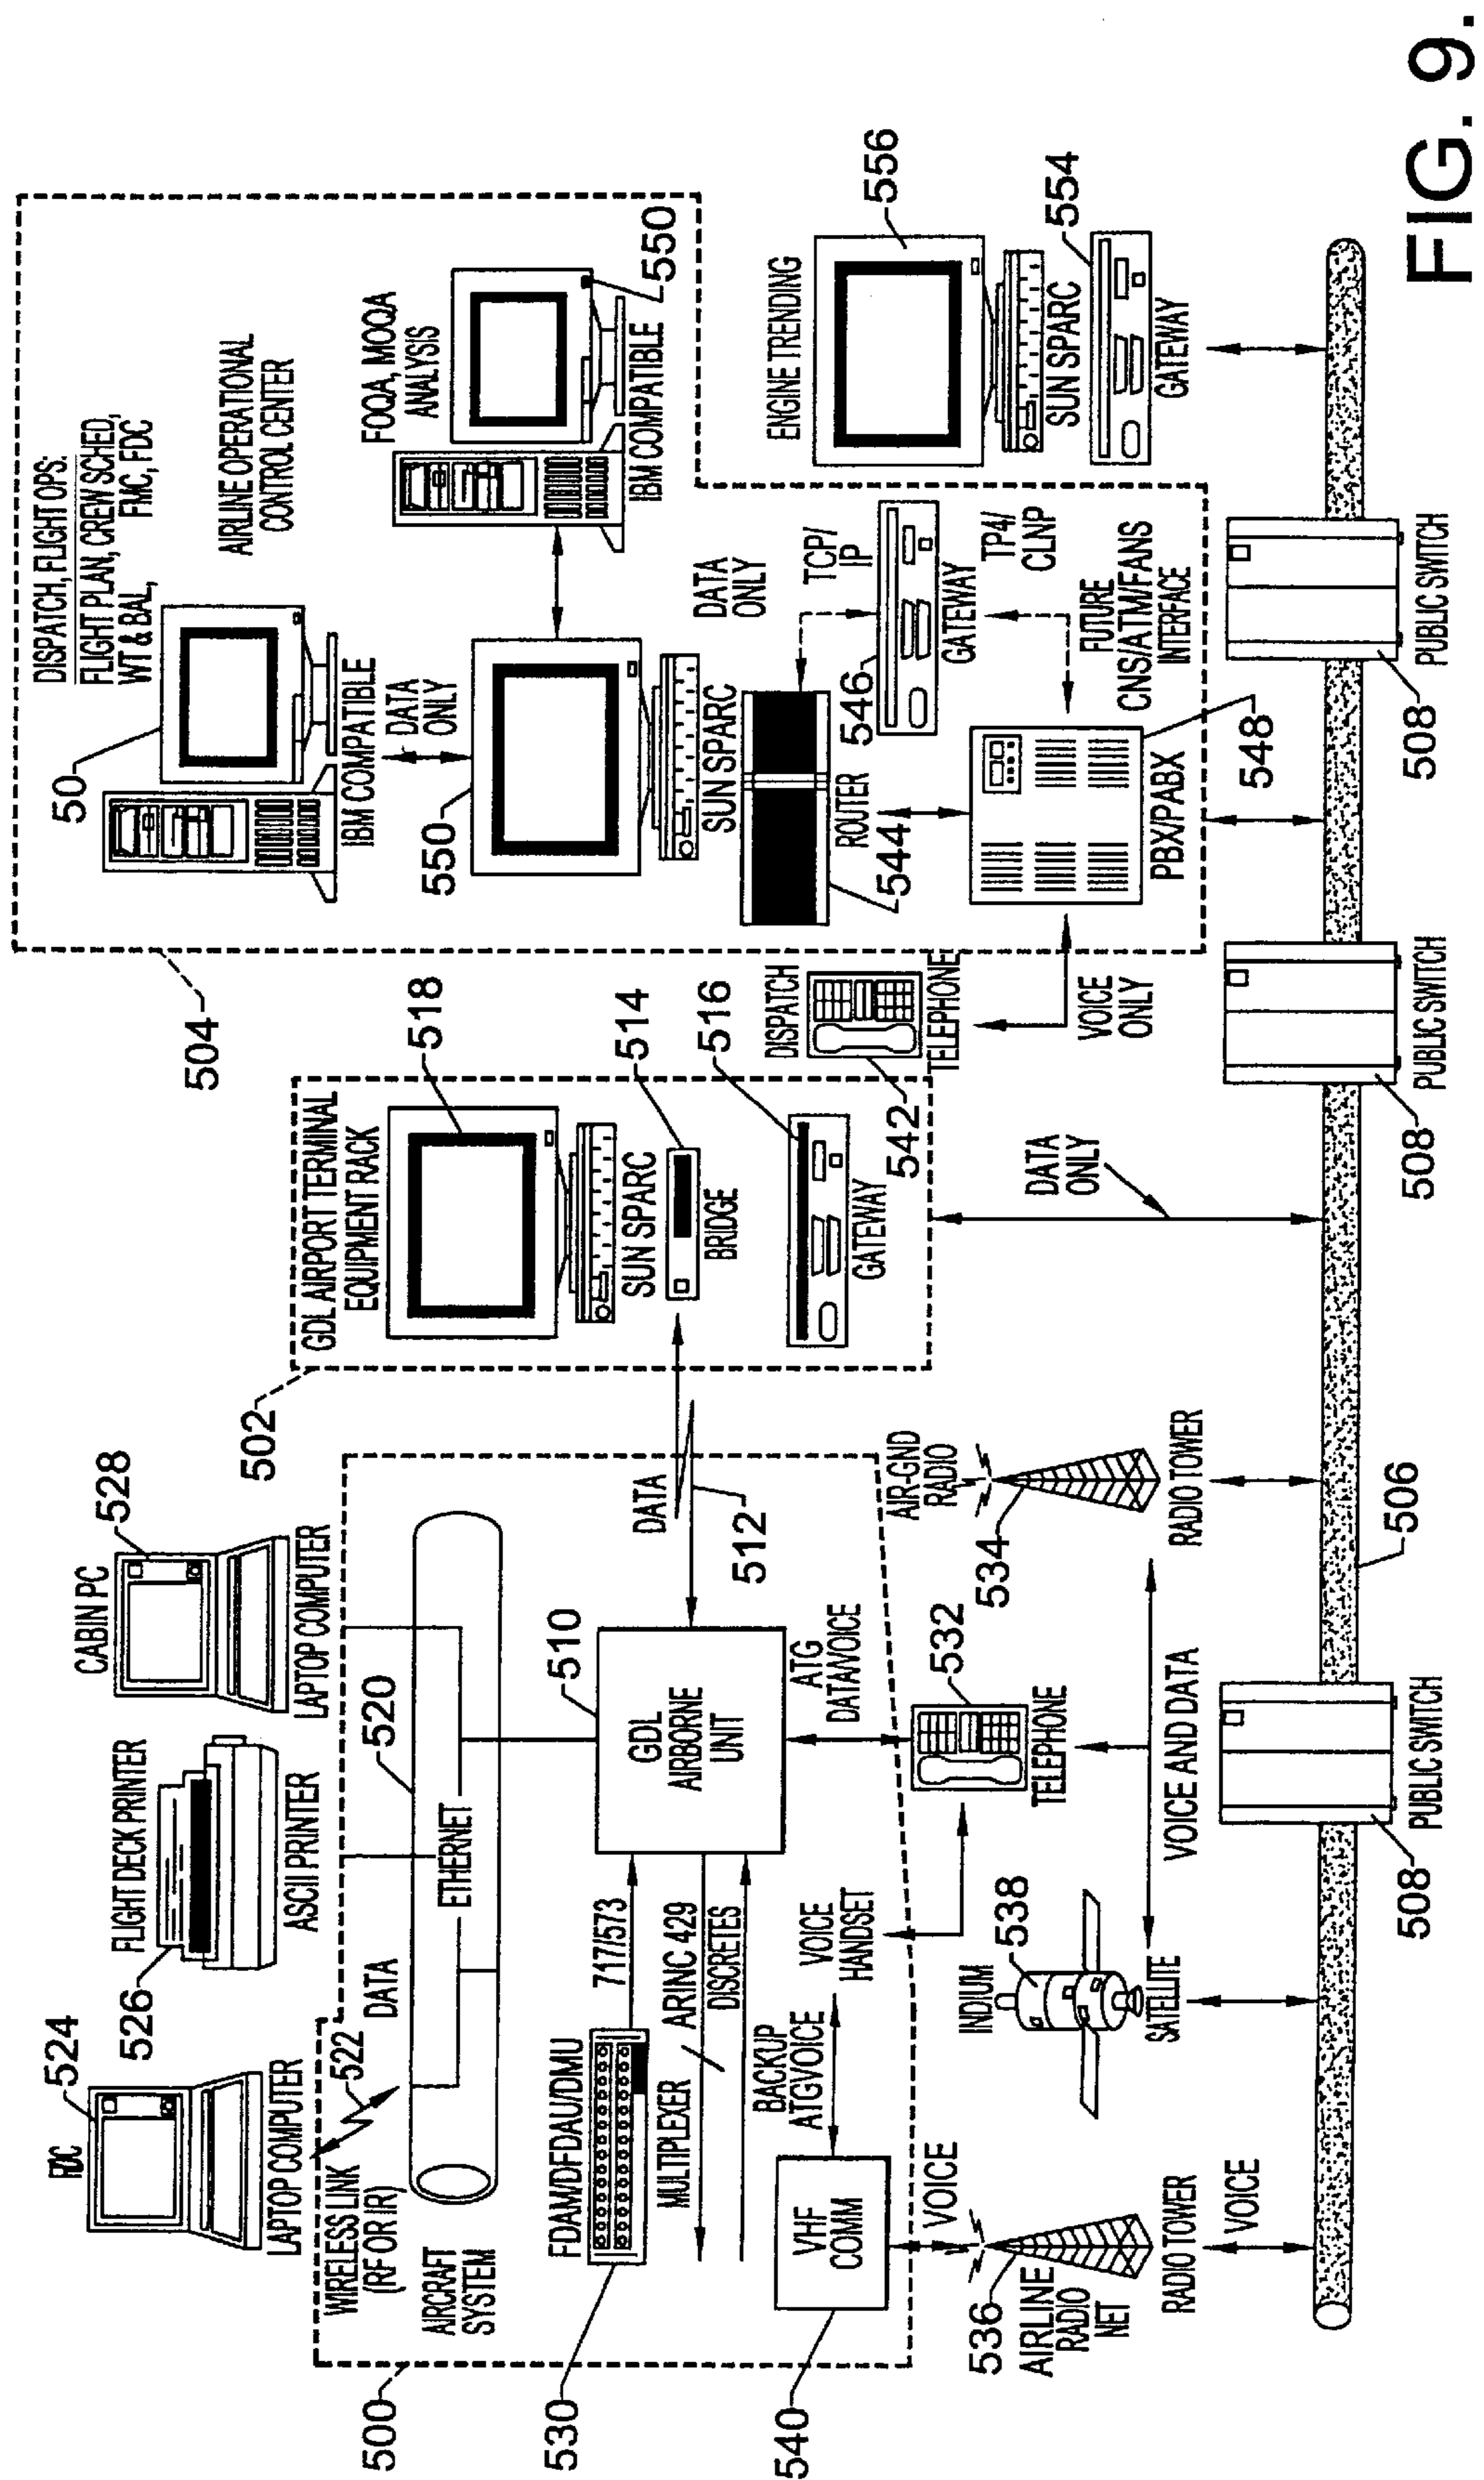 524
RDC
LAPTOP COMPUTER
526
FLIGHT DECK PRINTER
ASCII PRINTER
528
CABIN PC
LAPTOP COMPUTER
500
WIRELESS LINK
(RF OR IR)
522
AIRCRAFT
SYSTEM
DATA
ETHERNET
520
530
FDAM/DFDAU/DMU
717/573
MULTIPLEXER
ARINC 429
DISCRETES
510
GDL
AIRBORNE
UNIT
DATA
512
540
VHF
COMM
BACKUP
ATGVOICE
VOICE
HANDSET
ATG
DATA/VOICE
VOICE
536
AIRLINE
RADIO
NET
RADIO TOWER
VOICE
INDIUM
538
SATELLITE
532
TELEPHONE
VOICE AND DATA
AIR-GND
RADIO
534
RADIO TOWER
502
GDL AIRPORT TERMINAL
EQUIPMENT RACK
518
SUN SPARC
514
BRIDGE
516
GATEWAY
DATA
ONLY
504
DISPATCH, FLIGHT OPS:
FLIGHT PLAN, CREW SCHED,
WT & BAL, FMC, FDC
50
IBM COMPATIBLE
AIRLINE OPERATIONAL
CONTROL CENTER
DATA
ONLY
550
SUN SPARC
FOQA, MOQA
ANALYSIS
550
IBM COMPATIBLE
ROUTER
544
DATA
ONLY
TCP/
IP
546
GATEWAY
TP4/
CLNP
FUTURE
CNS/ATM/FANS
INTERFACE
PBX/PABX
548
DISPATCH
542
TELEPHONE
VOICE
ONLY
ENGINE TRENDING
556
SUN SPARC
554
GATEWAY
508
PUBLIC SWITCH
506
508
PUBLIC SWITCH
508
PUBLIC SWITCH
FIG. 9.